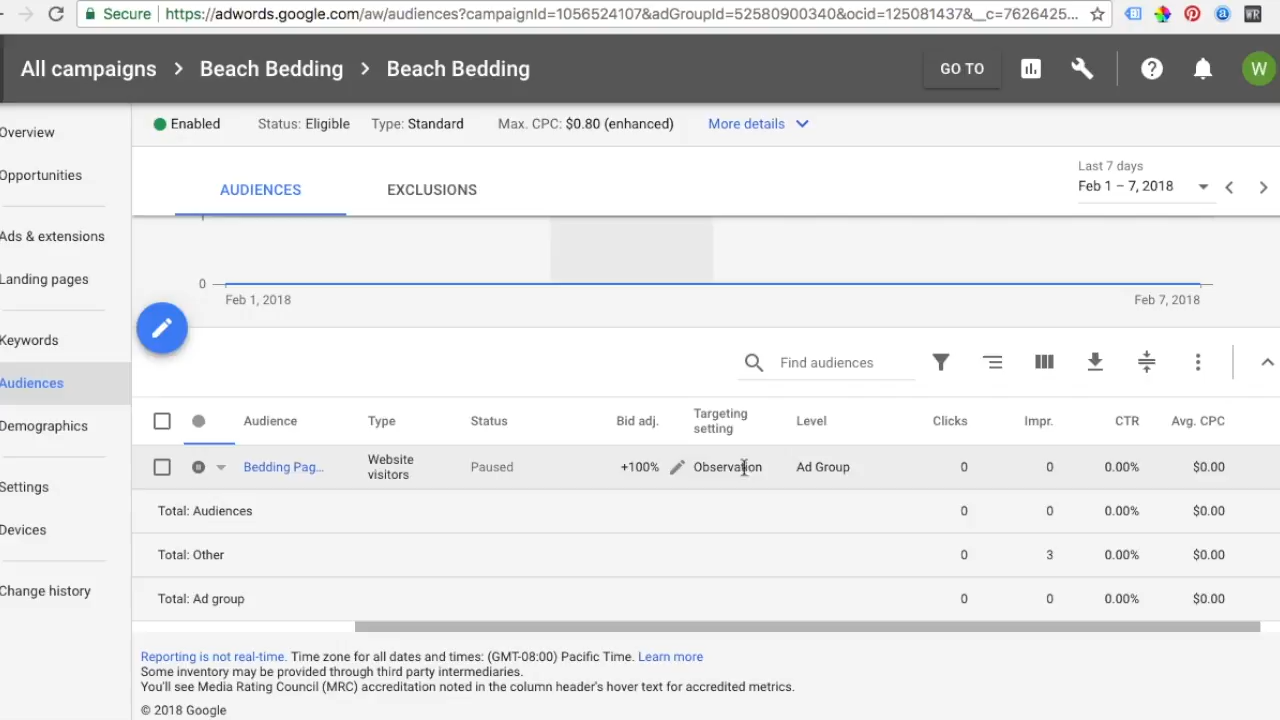 Secure https://adwords.google.com/aw/audiences?campaignId=1056524107&adGroupId=52580900340&ocid=125081437&__c=7626425...
WR
All campaigns > Beach Bedding > Beach Bedding
GO TO
W
Overview
Opportunities
Ads & extensions
Landing pages
Keywords
Audiences
Demographics
Settings
Devices
Change history
Enabled Status: Eligible Type: Standard Max. CPC: $0.80 (enhanced) More details
AUDIENCES EXCLUSIONS
Last 7 days
Feb 1 – 7, 2018
0
Feb 1, 2018 Feb 7, 2018
Find audiences
Audience Type Status Bid adj. Targeting setting Level Clicks Impr. CTR Avg. CPC
Bedding Pag... Website visitors Paused +100% Observation Ad Group 0 0 0.00% $0.00
Total: Audiences 0 0 0.00% $0.00
Total: Other 0 3 0.00% $0.00
Total: Ad group 0 0 0.00% $0.00
Reporting is not real-time. Time zone for all dates and times: (GMT-08:00) Pacific Time. Learn more
Some inventory may be provided through third party intermediaries.
You'll see Media Rating Council (MRC) accreditation noted in the column header's hover text for accredited metrics.
© 2018 Google